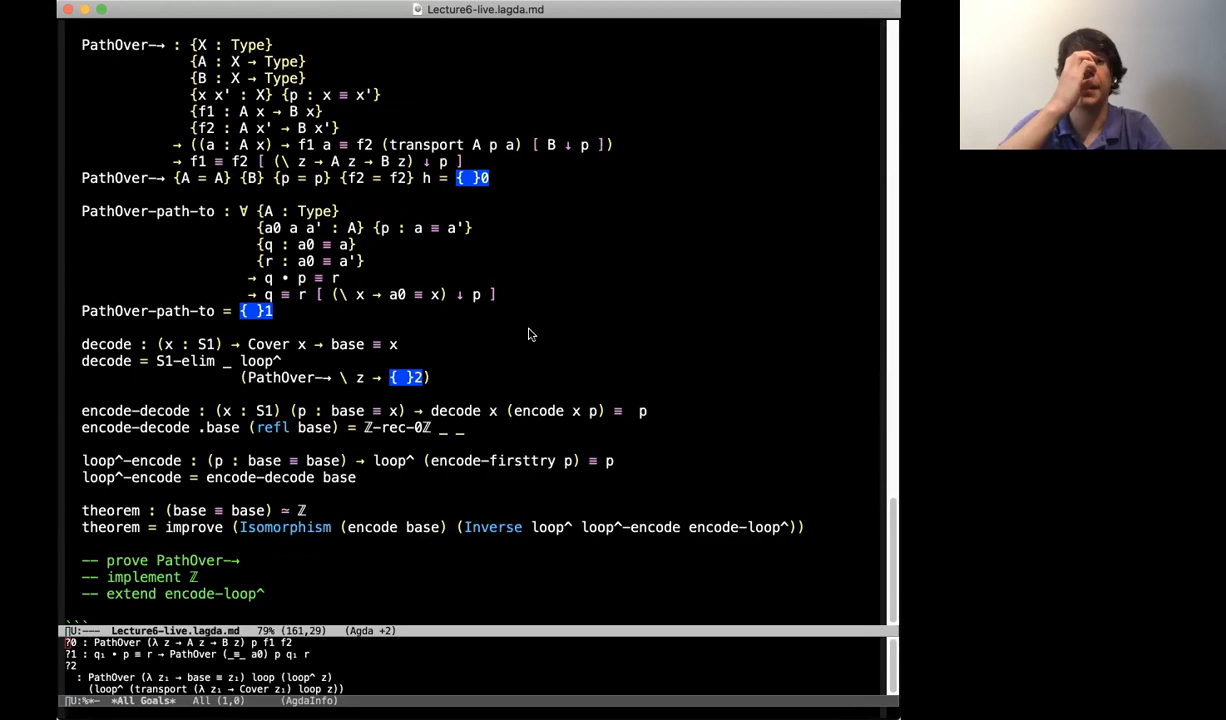 Lecture6-live.lagda.md
PathOver-→ : {X : Type}
{A : X → Type}
{B : X → Type}
{x x' : X} {p : x ≡ x'}
{f1 : A x → B x}
{f2 : A x' → B x'}
→ ((a : A x) → f1 a ≡ f2 (transport A p a) [ B ↓ p ])
→ f1 ≡ f2 [ (\ z → A z → B z) ↓ p ]
PathOver-→ {A = A} {B} {p = p} {f2 = f2} h = { }0
PathOver-path-to : ∀ {A : Type}
{a0 a a' : A} {p : a ≡ a'}
{q : a0 ≡ a}
{r : a0 ≡ a'}
→ q • p ≡ r
→ q ≡ r [ (\ x → a0 ≡ x) ↓ p ]
PathOver-path-to = { }1
decode : (x : S1) → Cover x → base ≡ x
decode = S1-elim _ loop^
(PathOver-→ \ z → { }2)
encode-decode : (x : S1) (p : base ≡ x) → decode x (encode x p) ≡  p
encode-decode .base (refl base) = ℤ-rec-0ℤ _ _
loop^-encode : (p : base ≡ base) → loop^ (encode-firsttry p) ≡ p
loop^-encode = encode-decode base
theorem : (base ≡ base) ≃ ℤ
theorem = improve (Isomorphism (encode base) (Inverse loop^ loop^-encode encode-loop^))
-- prove PathOver-→
-- implement ℤ
-- extend encode-loop^
```
∏U:---  Lecture6-live.lagda.md   79% (161,29)   (Agda +2)
?0 : PathOver (λ z → A z → B z) p f1 f2
?1 : q₁ • p ≡ r → PathOver (_≡_ a0) p q₁ r
?2
: PathOver (λ z₁ → base ≡ z₁) loop (loop^ z)
(loop^ (transport (λ z₁ → Cover z₁) loop z))
∏U:%*-  *All Goals*   All (1,0)   (AgdaInfo)